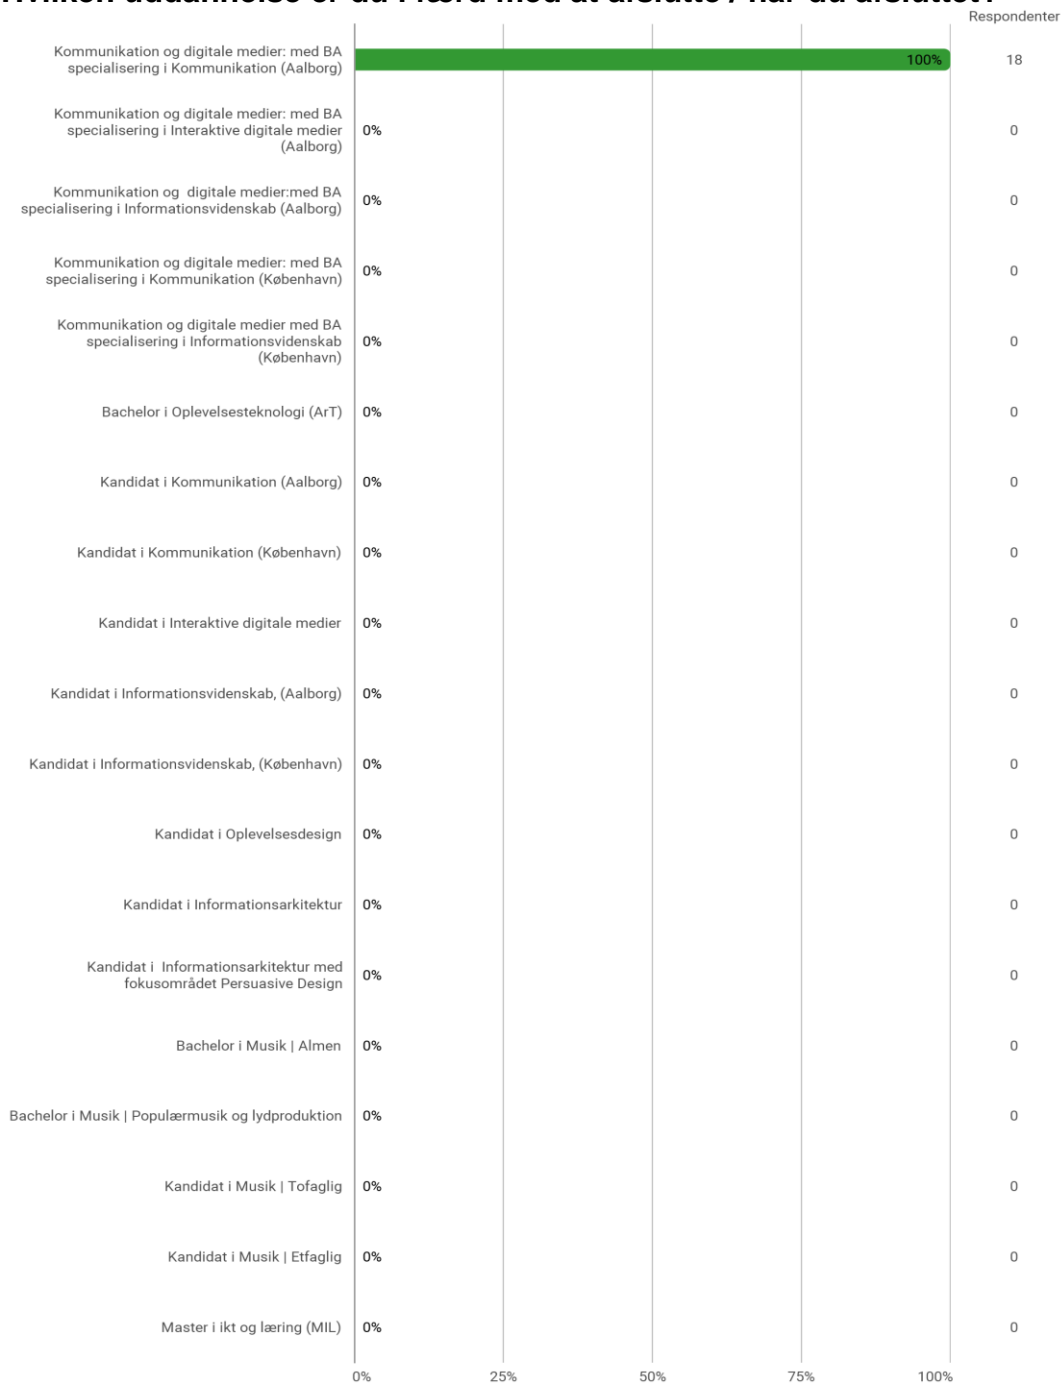 Respondenter
Kommunikation og digitale medier: med BA
specialisering i Kommunikation (Aalborg)
100%
18
Kommunikation og digitale medier: med BA
specialisering i Interaktive digitale medier
(Aalborg)
0%
0
Kommunikation og digitale medier:med BA
specialisering i Informationsvidenskab (Aalborg)
0%
0
Kommunikation og digitale medier: med BA
specialisering i Kommunikation (København)
0%
0
Kommunikation og digitale medier med BA
specialisering i Informationsvidenskab
(København)
0%
0
Bachelor i Oplevelsesteknologi (ArT)
0%
0
Kandidat i Kommunikation (Aalborg)
0%
0
Kandidat i Kommunikation (København)
0%
0
Kandidat i Interaktive digitale medier
0%
0
Kandidat i Informationsvidenskab, (Aalborg)
0%
0
Kandidat i Informationsvidenskab, (København)
0%
0
Kandidat i Oplevelsesdesign
0%
0
Kandidat i Informationsarkitektur
0%
0
Kandidat i Informationsarkitektur med
fokusområdet Persuasive Design
0%
0
Bachelor i Musik | Almen
0%
0
Bachelor i Musik | Populærmusik og lydproduktion
0%
0
Kandidat i Musik | Tofaglig
0%
0
Kandidat i Musik | Etfaglig
0%
0
Master i ikt og læring (MIL)
0%
0
0% 25% 50% 75% 100%